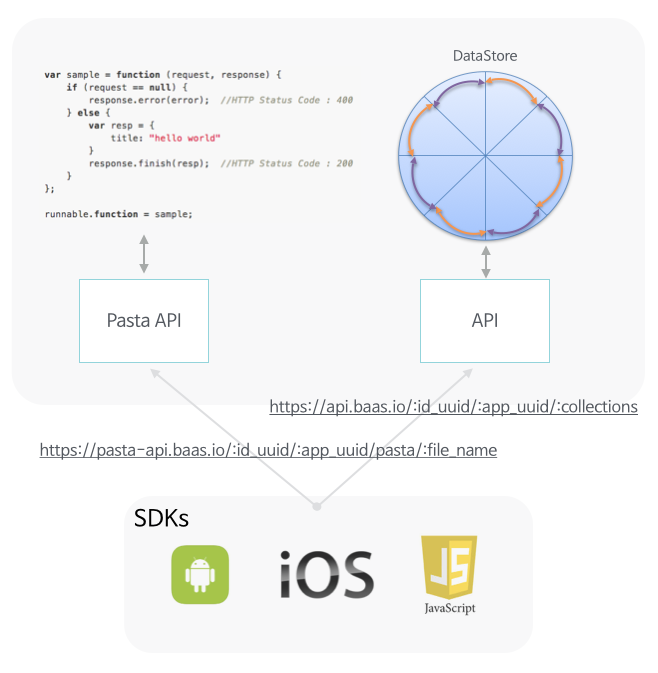 var sample = function (request, response) {
    if (request == null) {
        response.error(error);  //HTTP Status Code : 400
    } else {
        var resp = {
            title: "hello world"
        }
        response.finish(resp);  //HTTP Status Code : 200
    }
};
runnable.function = sample;
DataStore
Pasta API
API
https://api.baas.io/:id_uuid/:app_uuid/:collections
https://pasta-api.baas.io/:id_uuid/:app_uuid/pasta/:file_name
SDKs
iOS
JS
JavaScript